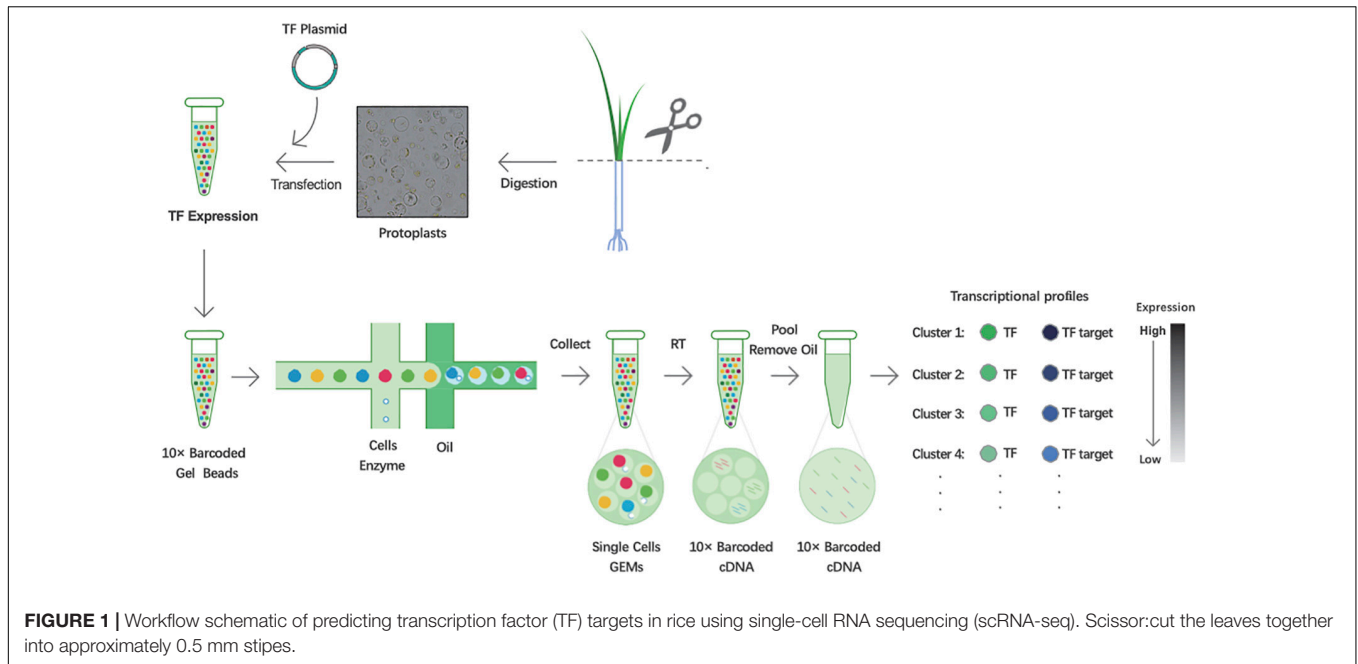 TF Plasmid
Transfection
TF Expression
Protoplasts
Digestion
10× Barcoded
Gel Beads
Cells
Enzyme
Oil
Collect
RT
Pool
Remove Oil
Single Cells
GEMs
10× Barcoded
cDNA
10× Barcoded
cDNA
Transcriptional profiles
Cluster 1: TF TF target
Cluster 2: TF TF target
Cluster 3: TF TF target
Cluster 4: TF TF target
Expression
High
Low
FIGURE 1 | Workflow schematic of predicting transcription factor (TF) targets in rice using single-cell RNA sequencing (scRNA-seq). Scissor:cut the leaves together
into approximately 0.5 mm stipes.